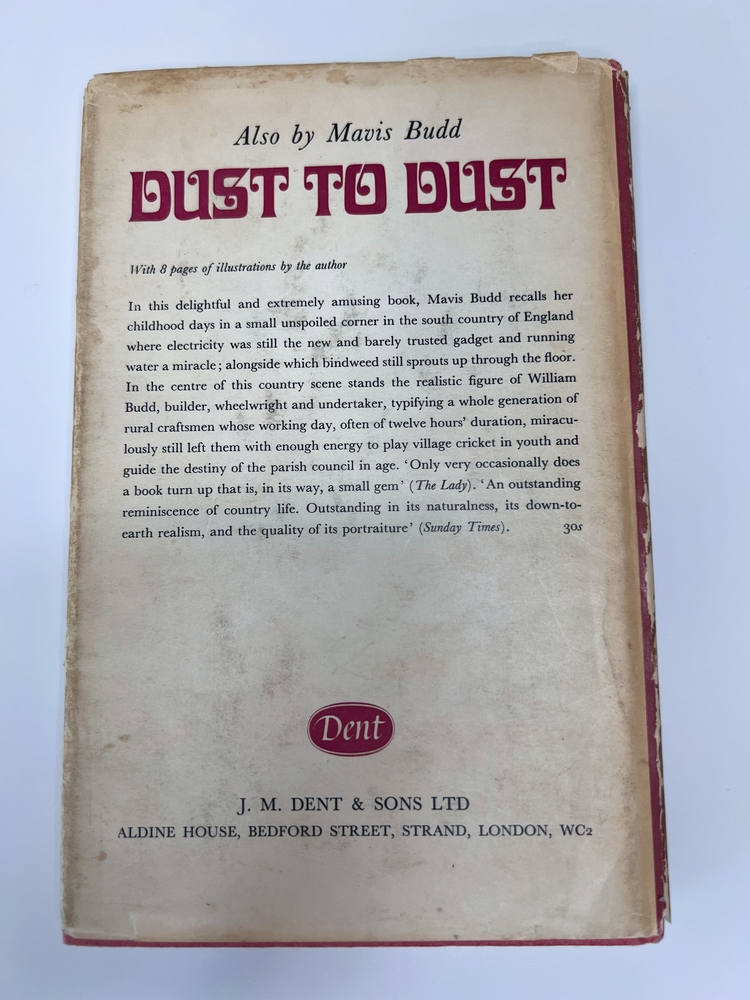 Also by Mavis Budd
DUST TO DUST
With 8 pages of illustrations by the author
In this delightful and extremely amusing book, Mavis Budd recalls her
childhood days in a small unspoiled corner in the south country of England
where electricity was still the new and barely trusted gadget and running
water a miracle; alongside which bindweed still sprouts up through the floor.
In the centre of this country scene stands the realistic figure of William
Budd, builder, wheelwright and undertaker, typifying a whole generation of
rural craftsmen whose working day, often of twelve hours' duration, miracu-
lously still left them with enough energy to play village cricket in youth and
guide the destiny of the parish council in age. ‘Only very occasionally does
a book turn up that is, in its way, a small gem’ (The Lady). ‘An outstanding
reminiscence of country life. Outstanding in its naturalness, its down-to-
earth realism, and the quality of its portraiture’ (Sunday Times). 30s
Dent
J. M. DENT & SONS LTD
ALDINE HOUSE, BEDFORD STREET, STRAND, LONDON, WC2